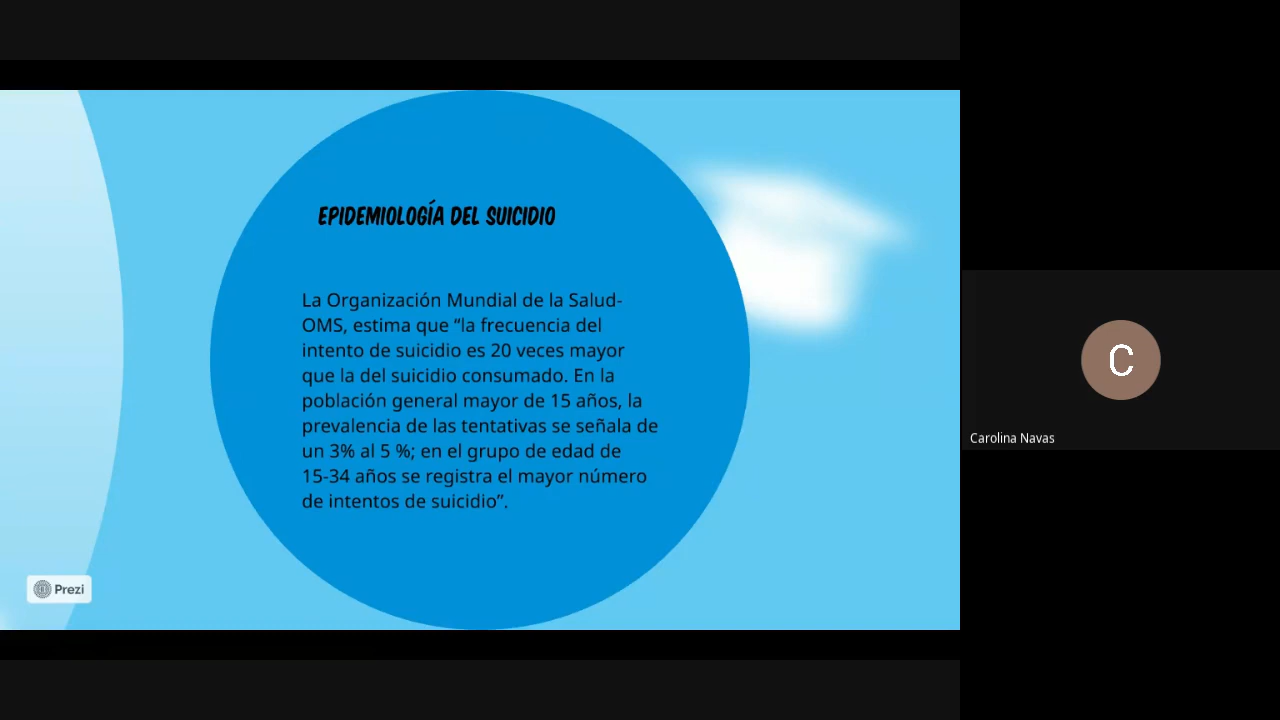 EPIDEMIOLOGÍA DEL SUICIDIO
La Organización Mundial de la Salud-
OMS, estima que “la frecuencia del
intento de suicidio es 20 veces mayor
que la del suicidio consumado. En la
población general mayor de 15 años, la
prevalencia de las tentativas se señala de
un 3% al 5 %; en el grupo de edad de
15-34 años se registra el mayor número
de intentos de suicidio”.
Prezi
C
Carolina Navas